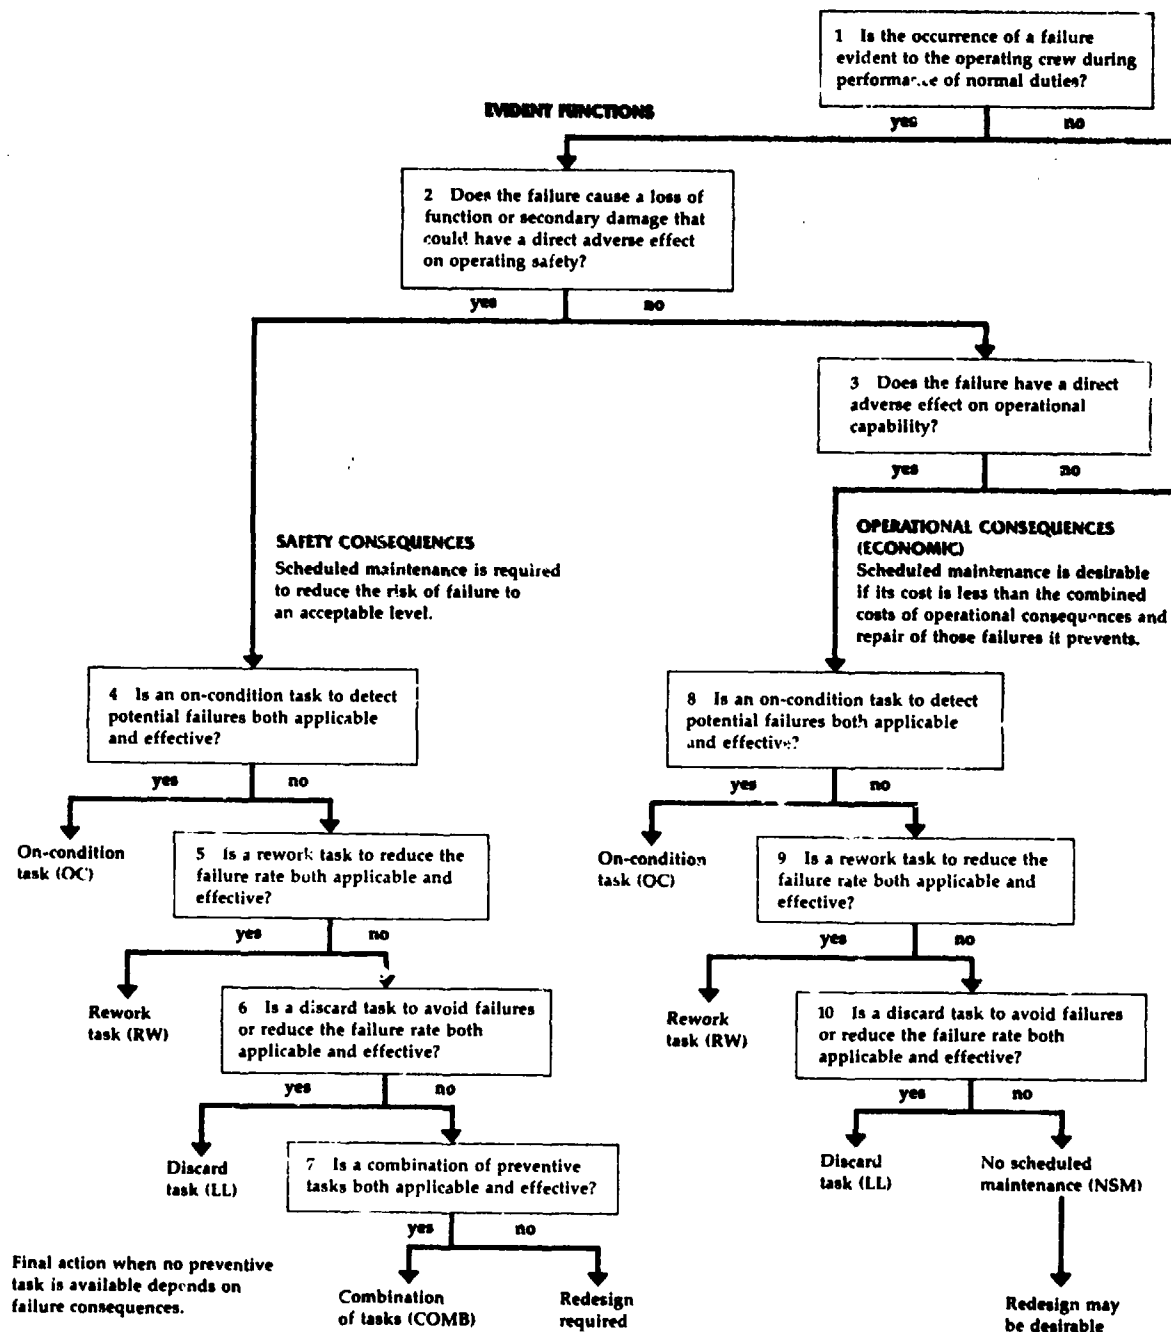 1 Is the occurrence of a failure
evident to the operating crew during
performance of normal duties?
yes
no
EVIDENT FUNCTIONS
2 Does the failure cause a loss of
function or secondary damage that
could have a direct adverse effect
on operating safety?
yes
no
3 Does the failure have a direct
adverse effect on operational
capability?
yes
no
SAFETY CONSEQUENCES
Scheduled maintenance is required
to reduce the risk of failure to
an acceptable level.
OPERATIONAL CONSEQUENCES
(ECONOMIC)
Scheduled maintenance is desirable
if its cost is less than the combined
costs of operational consequences and
repair of those failures it prevents.
4 Is an on-condition task to detect
potential failures both applicable
and effective?
yes
no
8 Is an on-condition task to detect
potential failures both applicable
and effective?
yes
no
On-condition
task (OC)
5 Is a rework task to reduce the
failure rate both applicable and
effective?
yes
no
On-condition
task (OC)
9 Is a rework task to reduce the
failure rate both applicable and
effective?
yes
no
Rework
task (RW)
6 Is a discard task to avoid failures
or reduce the failure rate both
applicable and effective?
yes
no
Rework
task (RW)
10 Is a discard task to avoid failures
or reduce the failure rate both
applicable and effective?
yes
no
Discard
task (LL)
7 Is a combination of preventive
tasks both applicable and effective?
yes
no
Discard
task (LL)
No scheduled
maintenance (NSM)
Final action when no preventive
task is available depends on
failure consequences.
Combination
of tasks (COMB)
Redesign
required
Redesign may
be desirable